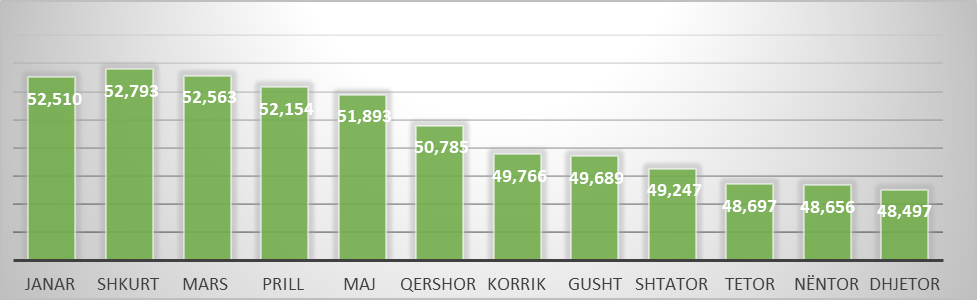 52,510 52,793 52,563 52,154 51,893 50,785 49,766 49,689 49,247 48,697 48,656 48,497
JANAR SHKURT MARS PRILL MAJ QERSHOR KORRIK GUSHT SHTATOR TETOR NËNTOR DHJETOR